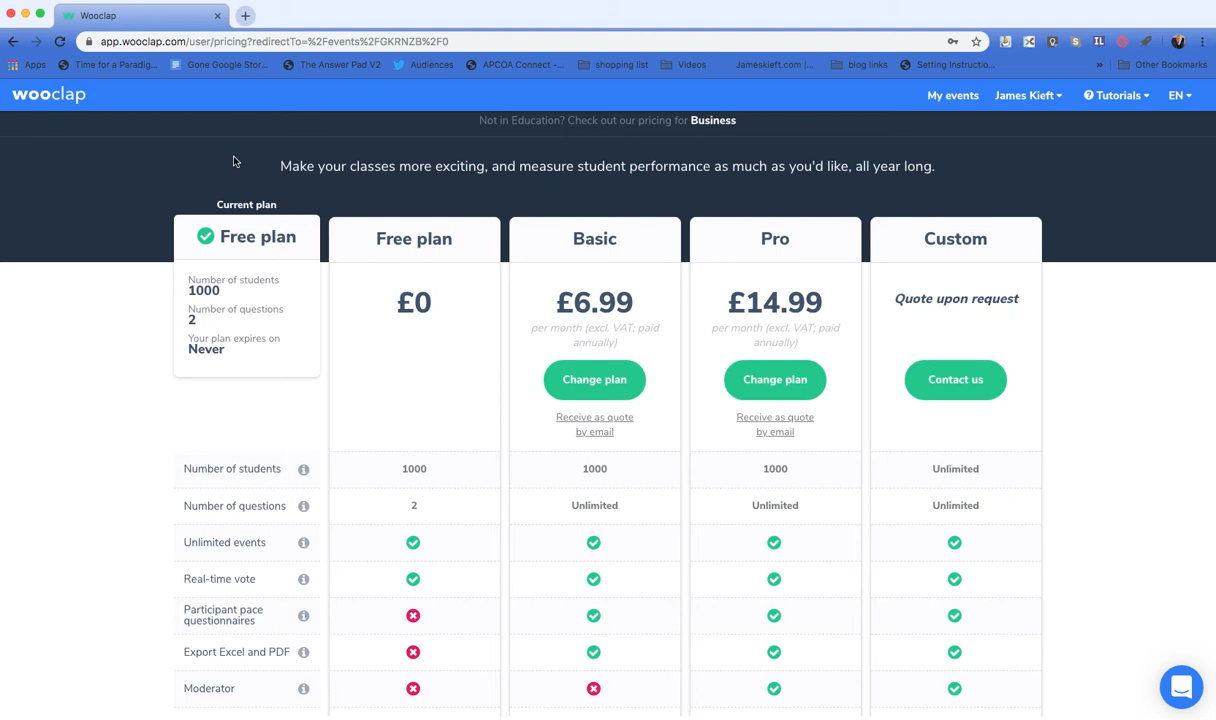 Wooclap
app.wooclap.com/user/pricing?redirectTo=%2Fevents%2FGKRNZB%2F0
Apps Time for a Paradig... Gone Google Stor... The Answer Pad V2 Audiences APCOA Connect -... shopping list Videos Jameskieft.com |... blog links Setting Instructio... » Other Bookmarks
wooclap My events James Kieft Tutorials EN
Not in Education? Check out our pricing for Business
Make your classes more exciting, and measure student performance as much as you'd like, all year long.
Current plan
Free plan Free plan Basic Pro Custom
Number of students
1000
Number of questions
2
Your plan expires on
Never
£0 £6.99 £14.99 Quote upon request
per month (excl. VAT; paid annually) per month (excl. VAT; paid annually)
Change plan Change plan Contact us
Receive as quote by email Receive as quote by email
Number of students 1000 1000 1000 Unlimited
Number of questions 2 Unlimited Unlimited Unlimited
Unlimited events
Real-time vote
Participant pace
questionnaires
Export Excel and PDF
Moderator